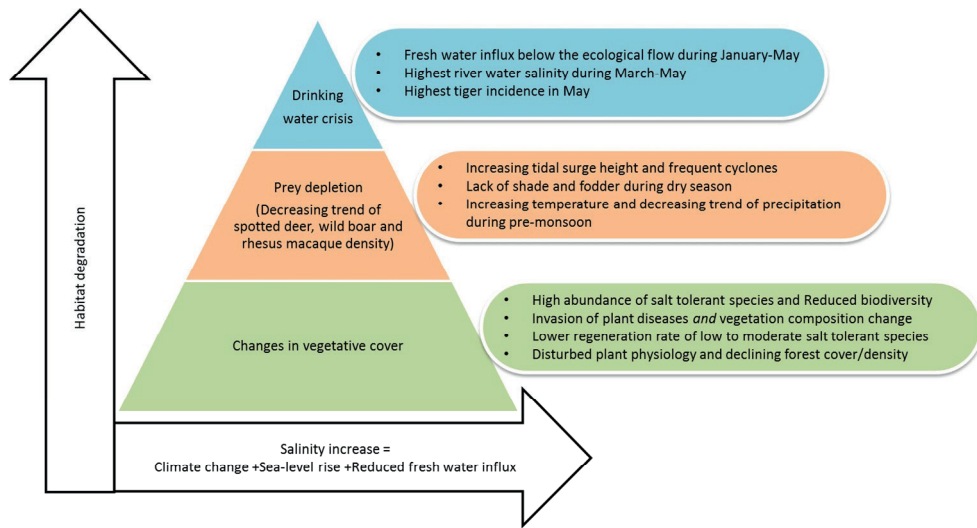 Drinking
water crisis
• Fresh water influx below the ecological flow during January-May
• Highest river water salinity during March-May
• Highest tiger incidence in May
Prey depletion
(Decreasing trend of
spotted deer, wild boar and
rhesus macaque density)
• Increasing tidal surge height and frequent cyclones
• Lack of shade and fodder during dry season
• Increasing temperature and decreasing trend of precipitation
during pre-monsoon
Changes in vegetative cover
• High abundance of salt tolerant species and Reduced biodiversity
• Invasion of plant diseases and vegetation composition change
• Lower regeneration rate of low to moderate salt tolerant species
• Disturbed plant physiology and declining forest cover/density
Habitat degradation
Salinity increase =
Climate change +Sea-level rise +Reduced fresh water influx